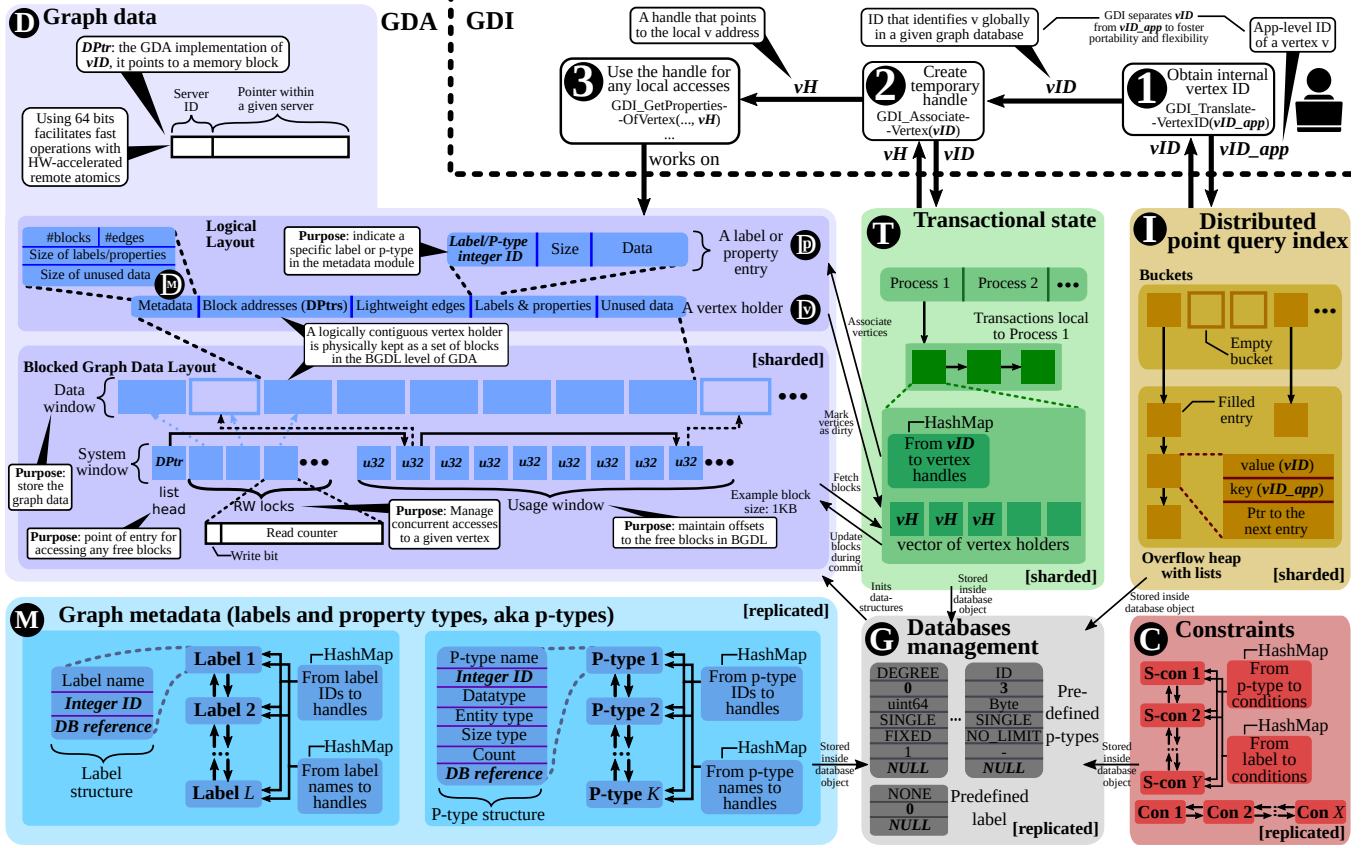 D Graph data
GDA
GDI
DPtr: the GDA implementation of
vID, it points to a memory block
Server
ID
Pointer within
a given server
Using 64 bits
facilitates fast
operations with
HW-accelerated
remote atomics
A handle that points
to the local v address
ID that identifies v globally
in a given graph database
GDI separates vID
from vID_app to foster
portability and flexibility
App-level ID
of a vertex v
3
Use the handle for
any local accesses
GDI_GetProperties-
-OfVertex(..., vH)
...
vH
2
Create
temporary
handle
GDI_Associate-
-Vertex(vID)
vID
1
Obtain internal
vertex ID
GDI_Translate-
-VertexID(vID_app)
works on
vH
vID
vID
vID_app
Logical
Layout
#blocks
#edges
Size of labels/properties
Size of unused data
DM
Purpose: indicate a
specific label or p-type
in the metadata module
Label/P-type
integer ID
Size
Data
A label or
property
entry
DP
Metadata
Block addresses (DPtrs)
Lightweight edges
Labels & properties
Unused data
A vertex holder
DV
A logically contiguous vertex holder
is physically kept as a set of blocks
in the BGDL level of GDA
Blocked Graph Data Layout
[sharded]
Data
window
System
window
DPtr
u32
u32
u32
u32
u32
u32
u32
u32
u32
Purpose:
store the
graph data
list
head
RW locks
Usage window
Example block
size: 1KB
Purpose: point of entry for
accessing any free blocks
Read counter
Write bit
Purpose: Manage
concurrent accesses
to a given vertex
Purpose: maintain offsets
to the free blocks in BGDL
Associate
vertices
Mark
vertices
as dirty
Fetch
blocks
Update
blocks
during
commit
Inits
data-
structures
T Transactional state
Process 1
Process 2
Transactions local
to Process 1
HashMap
From vID
to vertex
handles
vH
vH
vH
vector of vertex holders
[sharded]
Stored
inside
database
object
I Distributed
point query index
Buckets
Empty
bucket
Filled
entry
value (vID)
key (vID_app)
Ptr to the
next entry
Overflow heap
with lists
[sharded]
Stored inside
database object
M Graph metadata (labels and property types, aka p-types)
[replicated]
Label name
Integer ID
DB reference
Label
structure
Label 1
Label 2
Label L
HashMap
From label
IDs to
handles
HashMap
From label
names to
handles
P-type name
Integer ID
Datatype
Entity type
Size type
Count
DB reference
P-type structure
P-type 1
P-type 2
P-type K
HashMap
From p-type
IDs to
handles
HashMap
From p-type
names to
handles
Stored
inside
database
object
G Databases
management
DEGREE
0
uint64
SINGLE
FIXED
1
NULL
...
ID
3
Byte
SINGLE
NO_LIMIT
-
NULL
Pre-
defined
p-types
NONE
0
NULL
Predefined
label
[replicated]
Stored
inside
database
object
C Constraints
S-con 1
S-con 2
S-con Y
HashMap
From
p-type to
conditions
HashMap
From
label to
conditions
Con 1
Con 2
Con X
[replicated]